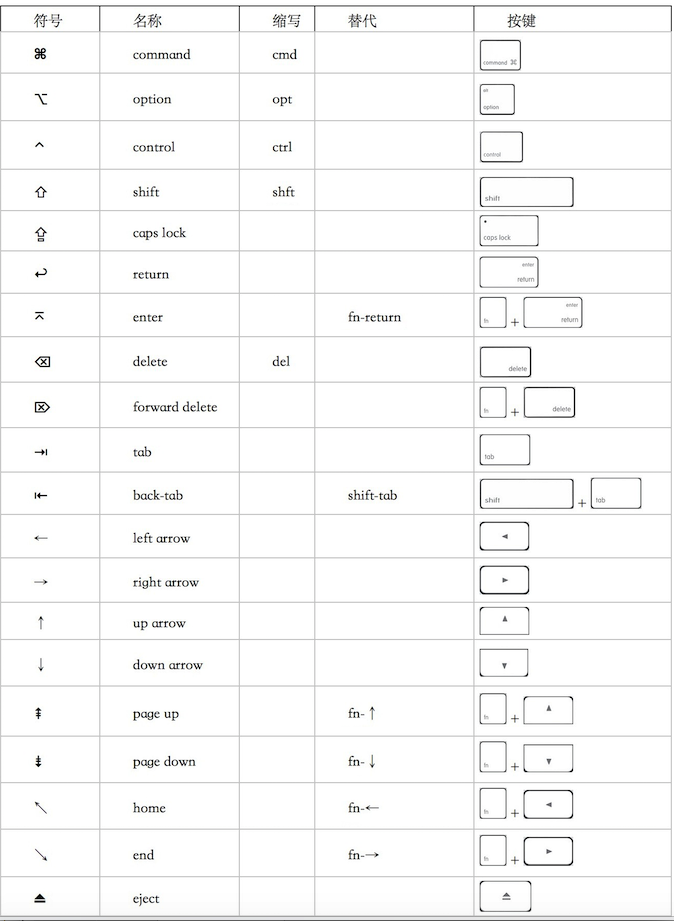 符号 名称 缩写 替代 按键
⌘ command cmd command ⌘
⌥ option opt alt option
⌃ control ctrl control
⇧ shift shft shift
⇪ caps lock caps lock
↩ return enter return
⌅ enter fn-return fn + enter return
⌫ delete del delete
⌦ forward delete fn + delete
⇥ tab tab
⇤ back-tab shift-tab shift + tab
← left arrow ◀
→ right arrow ▶
↑ up arrow ▲
↓ down arrow ▼
⇞ page up fn-↑ fn + ▲
⇟ page down fn-↓ fn + ▼
↖ home fn-← fn + ◀
↘ end fn-→ fn + ▶
⏏ eject ⏏